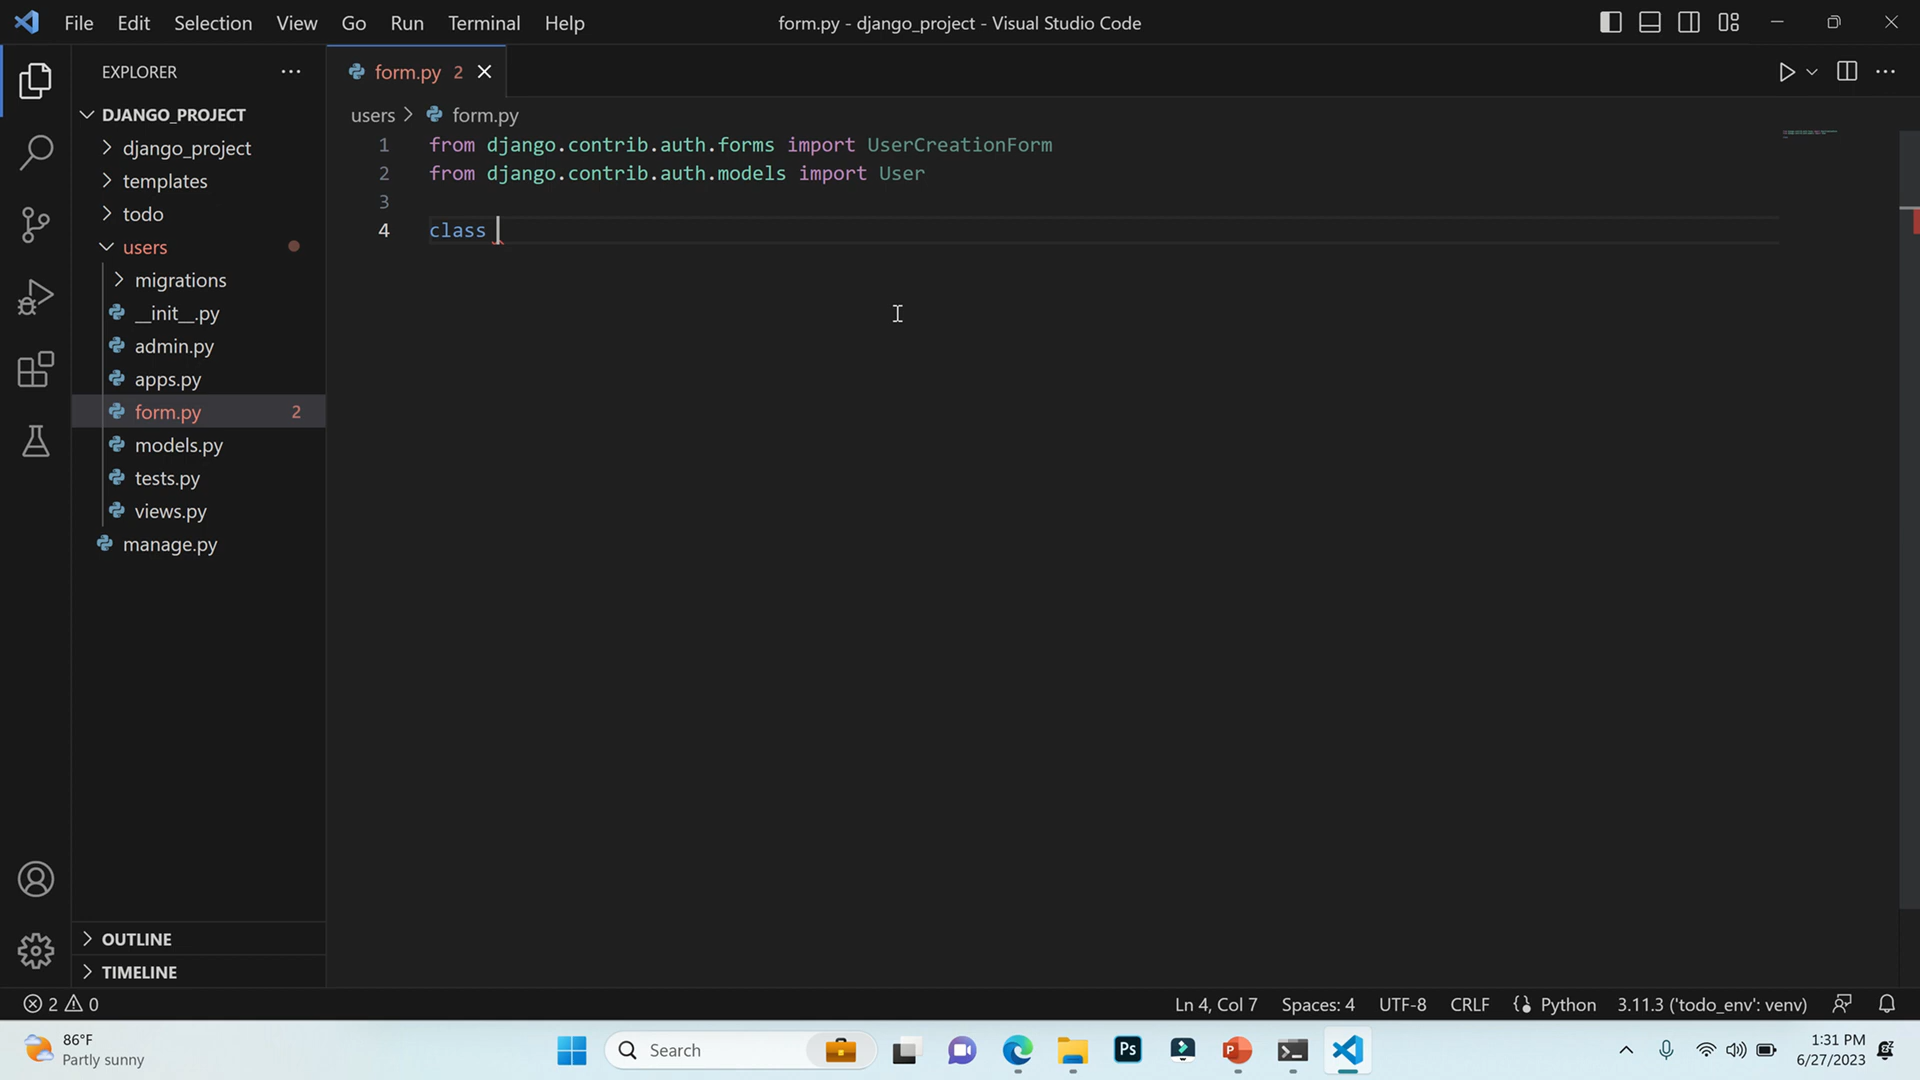 File Edit Selection View Go Run Terminal Help
form.py - django_project - Visual Studio Code
EXPLORER
form.py 2
DJANGO_PROJECT
users > form.py
django_project
templates
todo
users
migrations
__init__.py
admin.py
apps.py
form.py 2
models.py
tests.py
views.py
manage.py
1 from django.contrib.auth.forms import UserCreationForm
2 from django.contrib.auth.models import User
3
4 class
OUTLINE
TIMELINE
2 0
Ln 4, Col 7 Spaces: 4 UTF-8 CRLF Python 3.11.3 ('todo_env': venv)
86°F
Partly sunny
Search
Ps
1:31 PM
6/27/2023